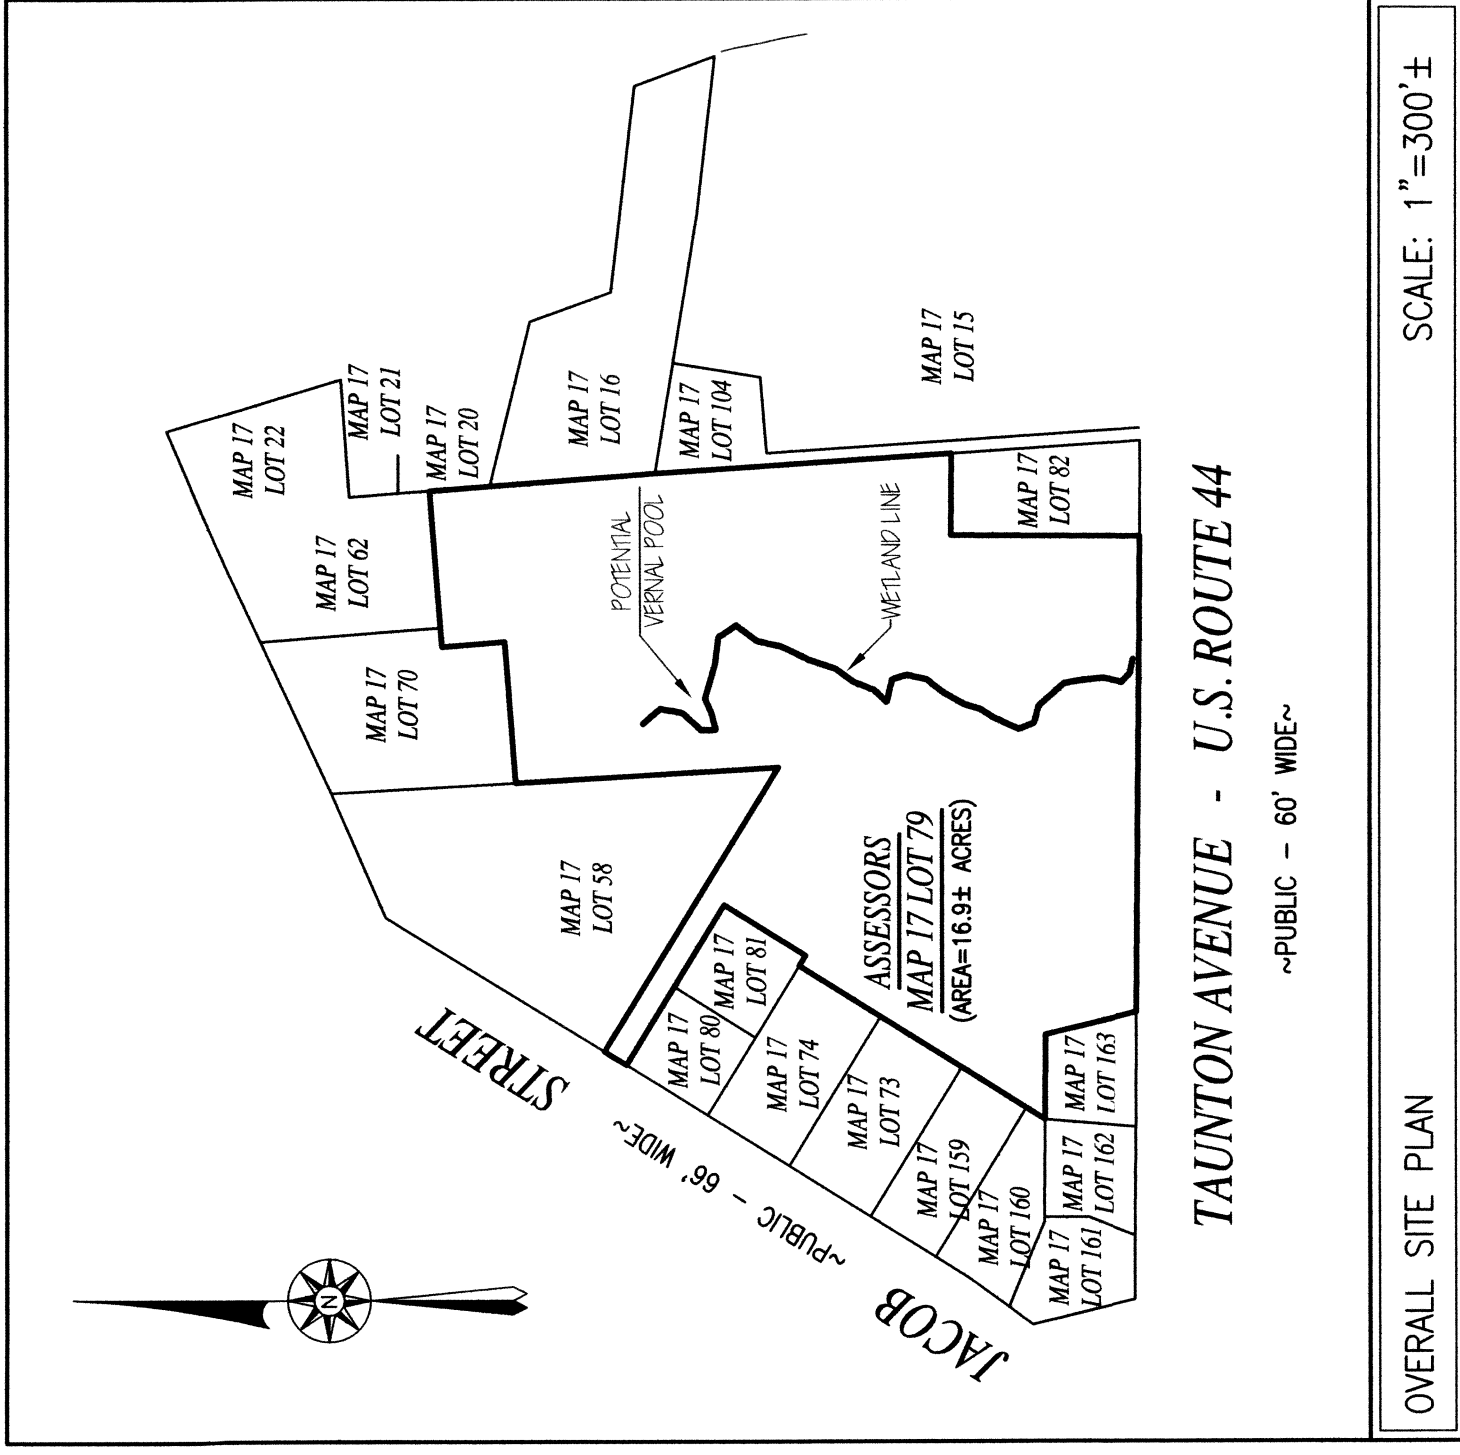 MAP 17
LOT 22
MAP 17
LOT 21
MAP 17
LOT 20
MAP 17
LOT 62
MAP 17
LOT 70
MAP 17
LOT 16
MAP 17
LOT 104
MAP 17
LOT 15
MAP 17
LOT 82
POTENTIAL
VERNAL POOL
WETLAND LINE
MAP 17
LOT 58
ASSESSORS
MAP 17 LOT 79
(AREA=16.9± ACRES)
MAP 17
LOT 81
MAP 17
LOT 80
MAP 17
LOT 74
MAP 17
LOT 73
MAP 17
LOT 159
MAP 17
LOT 160
MAP 17
LOT 161
MAP 17
LOT 162
MAP 17
LOT 163
JACOB STREET
~PUBLIC - 66' WIDE~
N
TAUNTON AVENUE - U.S. ROUTE 44
~PUBLIC - 60' WIDE~
OVERALL SITE PLAN
SCALE: 1"=300'±